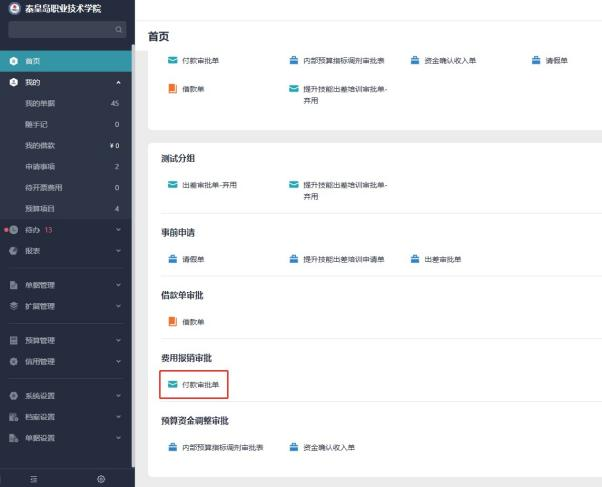 秦皇岛职业技术学院
首页
我的
我的单据 45
随手记 0
我的借款 ¥0
申请事项 2
待开票费用 0
预算项目 4
待办 13
报表
单据管理
扩展管理
预算管理
信用管理
系统设置
档案设置
单据设置
首页
付款审批单 内部预算指标调剂审批表 资金确认收入单 请假单
借款单 提升技能出差培训审批单-
弃用
测试分组
出差审批单-弃用 提升技能出差培训审批单-
弃用
事前申请
请假单 提升技能出差培训申请单 出差审批单
借款单审批
借款单
费用报销审批
付款审批单
预算资金调整审批
内部预算指标调剂审批表 资金确认收入单